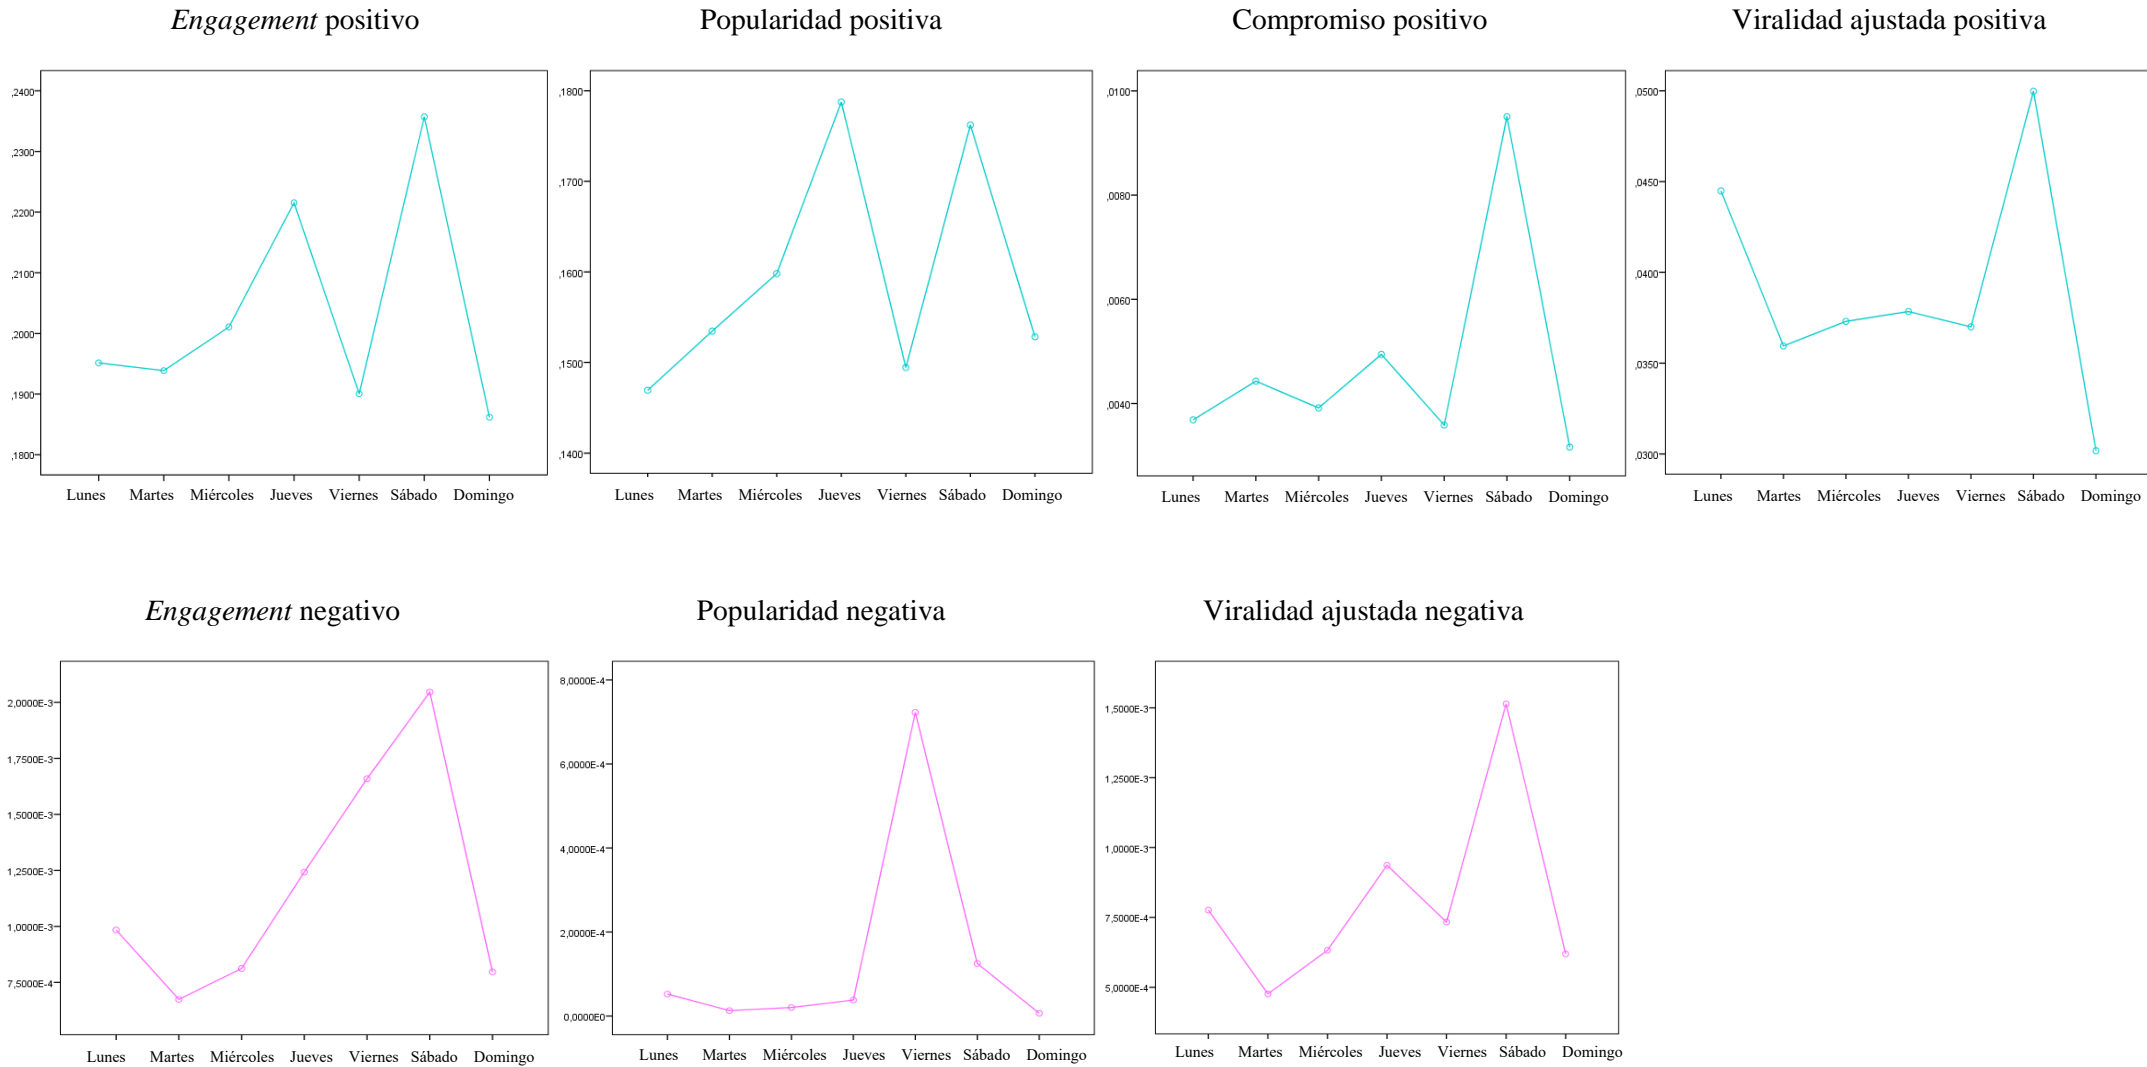 Engagement positivo
Popularidad positiva
Compromiso positivo
Viralidad ajustada positiva
,2400
,2300
,2200
,2100
,2000
,1900
,1800
Lunes Martes Miércoles Jueves Viernes Sábado Domingo
,1800
,1700
,1600
,1500
,1400
Lunes Martes Miércoles Jueves Viernes Sábado Domingo
,0100
,0080
,0060
,0040
Lunes Martes Miércoles Jueves Viernes Sábado Domingo
,0500
,0450
,0400
,0350
,0300
Lunes Martes Miércoles Jueves Viernes Sábado Domingo
Engagement negativo
Popularidad negativa
Viralidad ajustada negativa
2,0000E-3
1,7500E-3
1,5000E-3
1,2500E-3
1,0000E-3
7,5000E-4
Lunes Martes Miércoles Jueves Viernes Sábado Domingo
8,0000E-4
6,0000E-4
4,0000E-4
2,0000E-4
0,0000E0
Lunes Martes Miércoles Jueves Viernes Sábado Domingo
1,5000E-3
1,2500E-3
1,0000E-3
7,5000E-4
5,0000E-4
Lunes Martes Miércoles Jueves Viernes Sábado Domingo